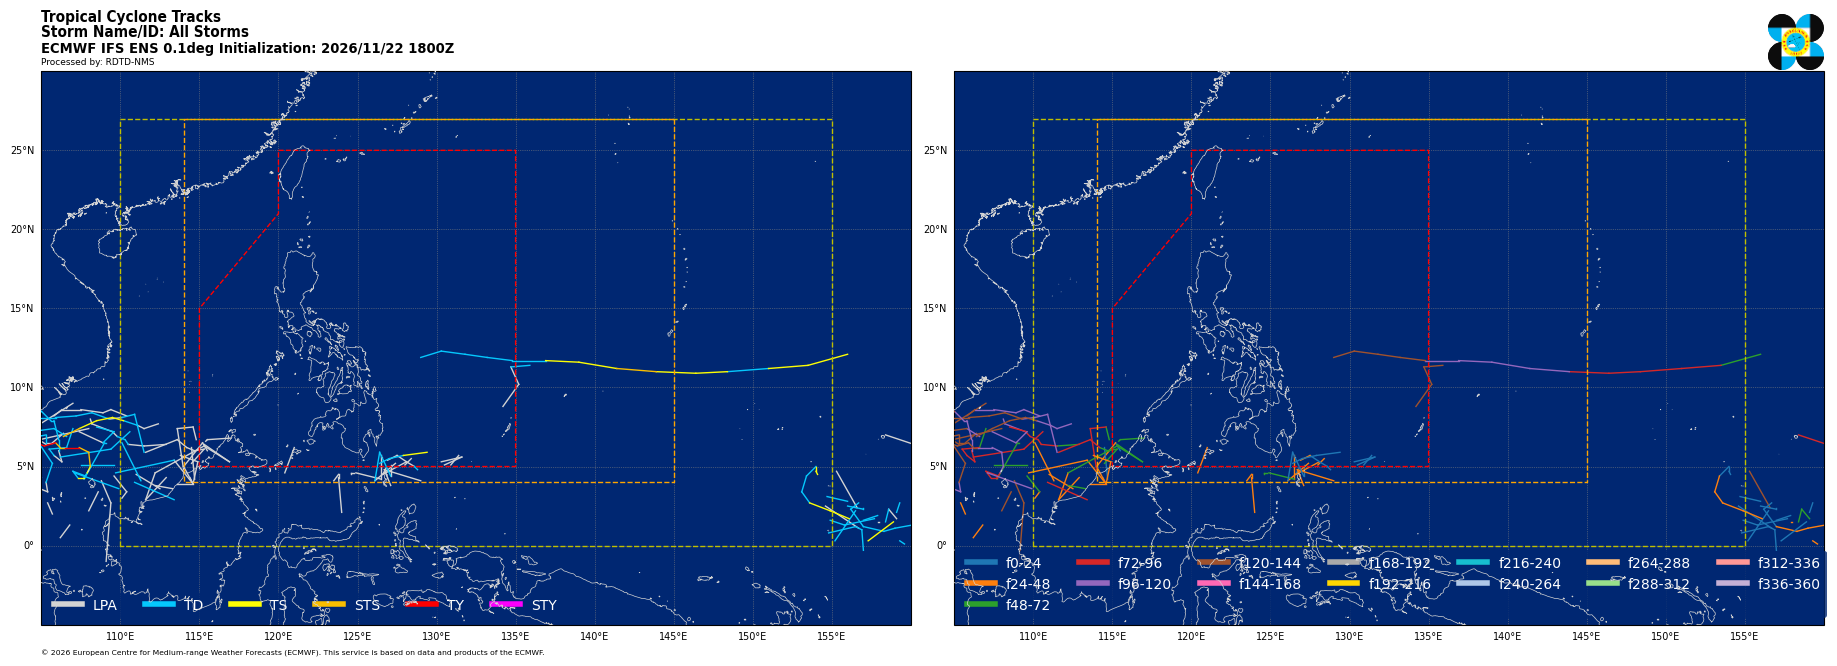 Tropical Cyclone Tracks
Storm Name/ID: All Storms
ECMWF IFS ENS 0.1deg Initialization: 2026/11/22 1800Z
Processed by: RDTD-NMS
25°N 25°N
20°N 20°N
15°N 15°N
10°N 10°N
5°N 5°N
0° 0°
LPA TD TS STS TY STY
f0-24 f72-96 f120-144 f168-192 f216-240 f264-288 f312-336
f24-48 f96-120 f144-168 f192-216 f240-264 f288-312 f336-360
f48-72
110°E 115°E 120°E 125°E 130°E 135°E 140°E 145°E 150°E 155°E 110°E 115°E 120°E 125°E 130°E 135°E 140°E 145°E 150°E 155°E
© 2026 European Centre for Medium-range Weather Forecasts (ECMWF). This service is based on data and products of the ECMWF.